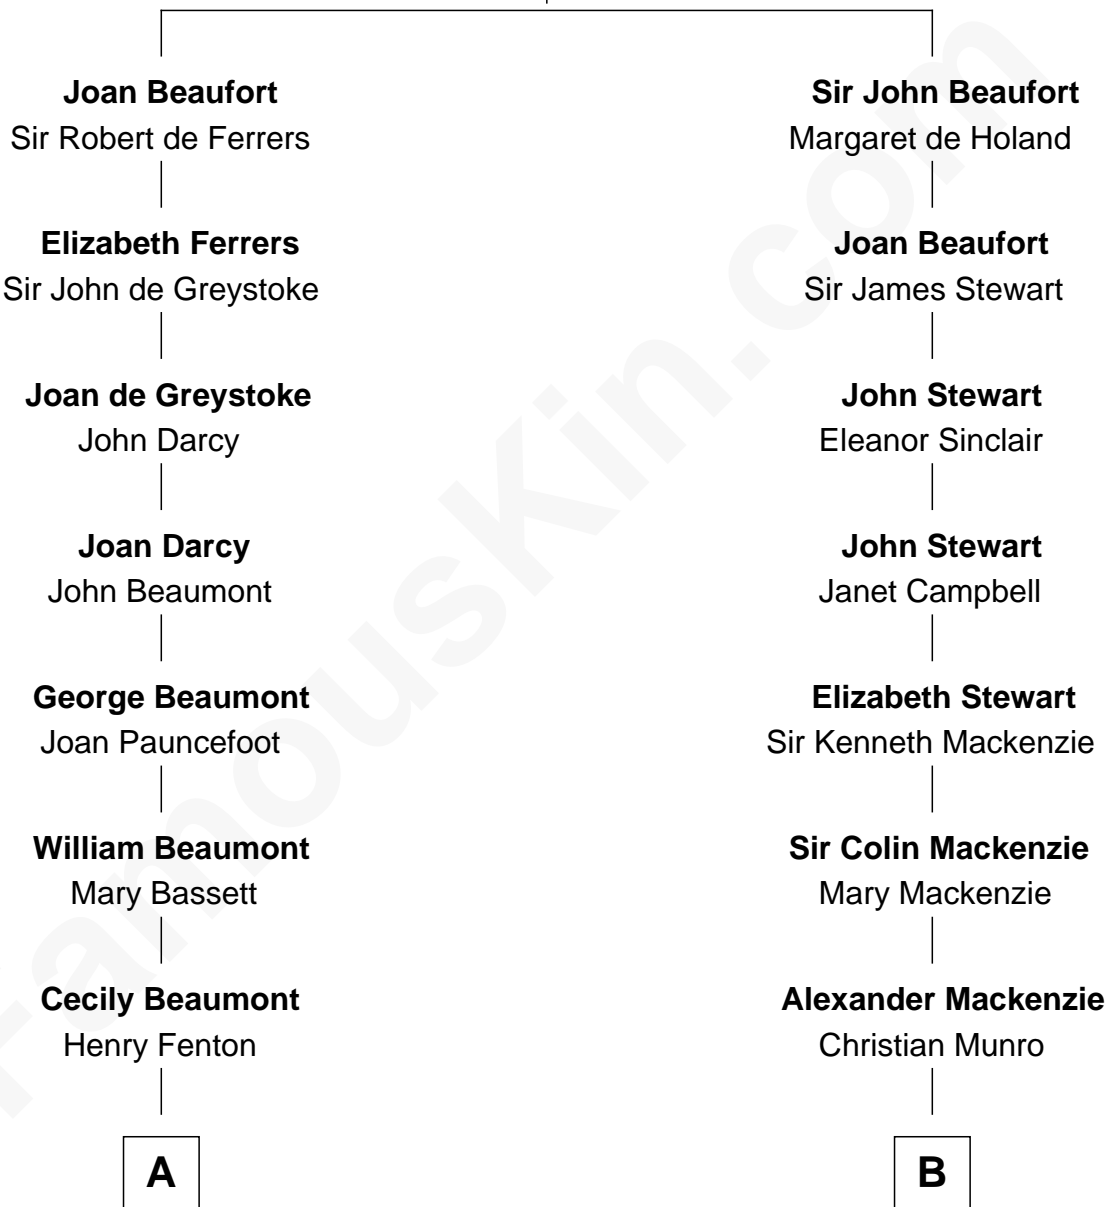 Joan Beaufort
Sir Robert de Ferrers
Elizabeth Ferrers
Sir John de Greystoke
Joan de Greystoke
John Darcy
Joan Darcy
John Beaumont
George Beaumont
Joan Pauncefoot
William Beaumont
Mary Bassett
Cecily Beaumont
Henry Fenton
A
Sir John Beaufort
Margaret de Holand
Joan Beaufort
Sir James Stewart
John Stewart
Eleanor Sinclair
John Stewart
Janet Campbell
Elizabeth Stewart
Sir Kenneth Mackenzie
Sir Colin Mackenzie
Mary Mackenzie
Alexander Mackenzie
Christian Munro
B
FamousKin.com